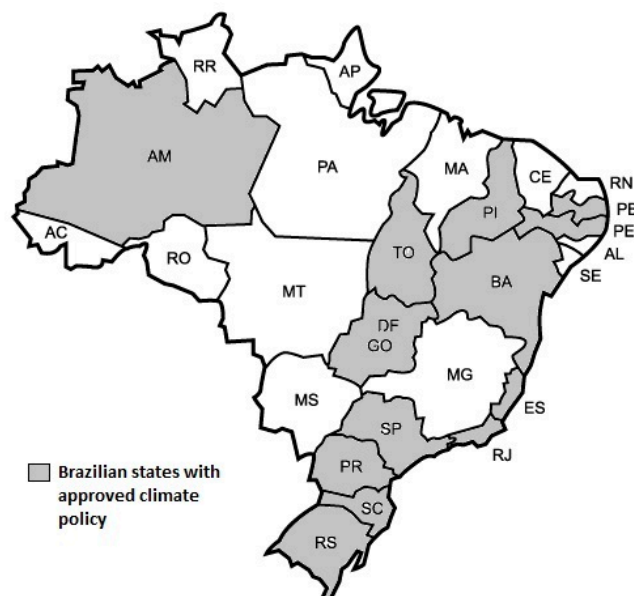 RR
AP
AM
PA
MA
CE
RN
PB
PI
PE
AC
TO
AL
RO
SE
BA
MT
DF
GO
MG
MS
ES
SP
RJ
PR
SC
RS
Brazilian states with
approved climate
policy